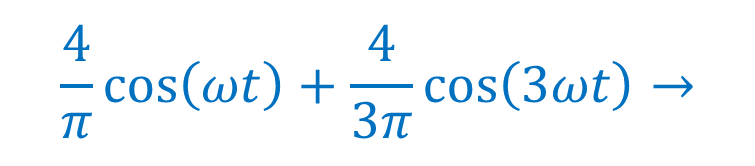 4/π cos(ωt) + 4/3π cos(3ωt) →